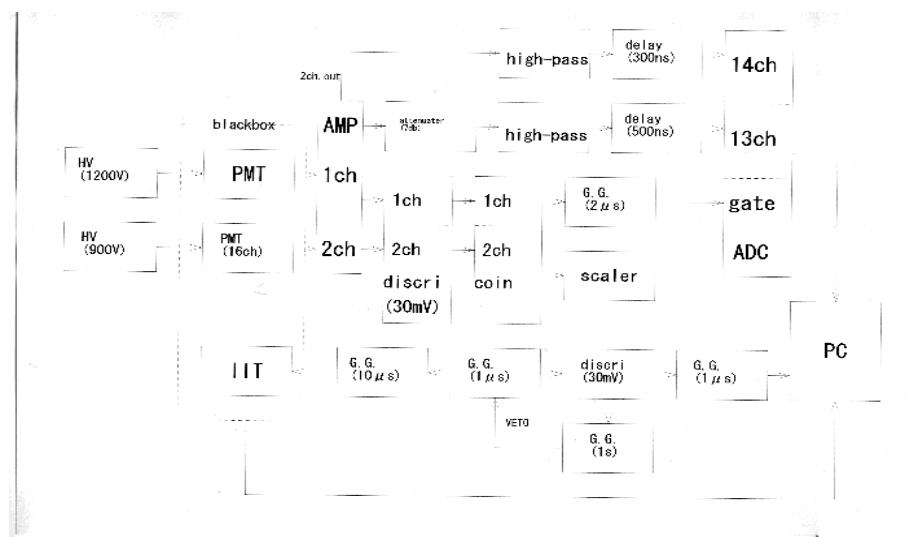 high-pass
delay
(300ns)
14ch
2ch. out
blackbox
AMP
attenuater
(7db)
high-pass
delay
(500ns)
13ch
HV
(1200V)
PMT
1ch
1ch
1ch
G. G.
(2μs)
gate
HV
(900V)
PMT
(16ch)
2ch
2ch
2ch
ADC
discri
(30mV)
coin
scaler
IIT
G. G.
(10μs)
G. G.
(1μs)
discri
(30mV)
G. G.
(1μs)
PC
VETO
G. G.
(1s)